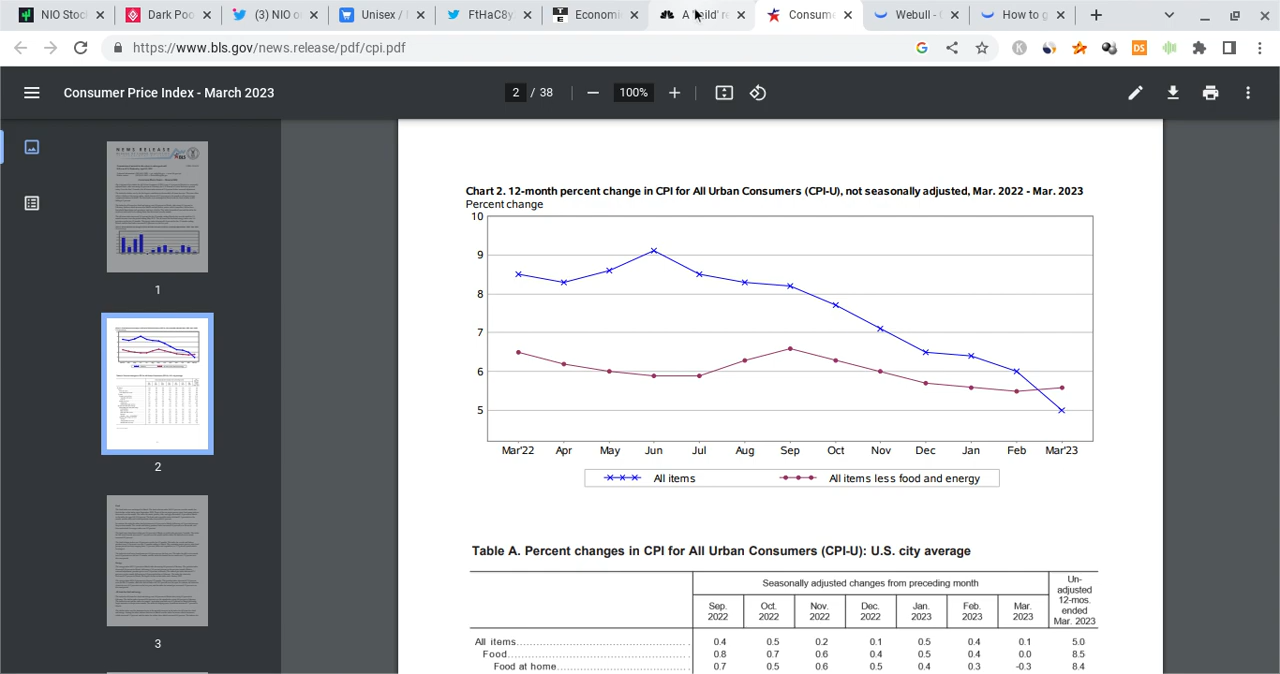 NIO Stoc
Dark Poo
(3) NIO o
Unisex / 
FtHaC8y
Economi
A 'eild' r
Consume
Webull - 
How to g
https://www.bls.gov/news.release/pdf/cpi.pdf
Consumer Price Index - March 2023
2 / 38
100%
NEWS RELEASE
1
2
3
Chart 2. 12-month percent change in CPI for All Urban Consumers (CPI-U), not seasonally adjusted, Mar. 2022 - Mar. 2023
Percent change
10
9
8
7
6
5
Mar'22 Apr May Jun Jul Aug Sep Oct Nov Dec Jan Feb Mar'23
All items
All items less food and energy
Table A. Percent changes in CPI for All Urban Consumers (CPI-U): U.S. city average
Seasonally adjusted changes from preceding month
Un-
adjusted
12-mos.
ended
Mar. 2023
Sep. 2022
Oct. 2022
Nov. 2022
Dec. 2022
Jan. 2023
Feb. 2023
Mar. 2023
All items 0.4 0.5 0.2 0.1 0.5 0.4 0.1 5.0
Food 0.8 0.7 0.6 0.4 0.5 0.4 0.0 8.5
Food at home 0.7 0.5 0.6 0.5 0.4 0.3 -0.3 8.4